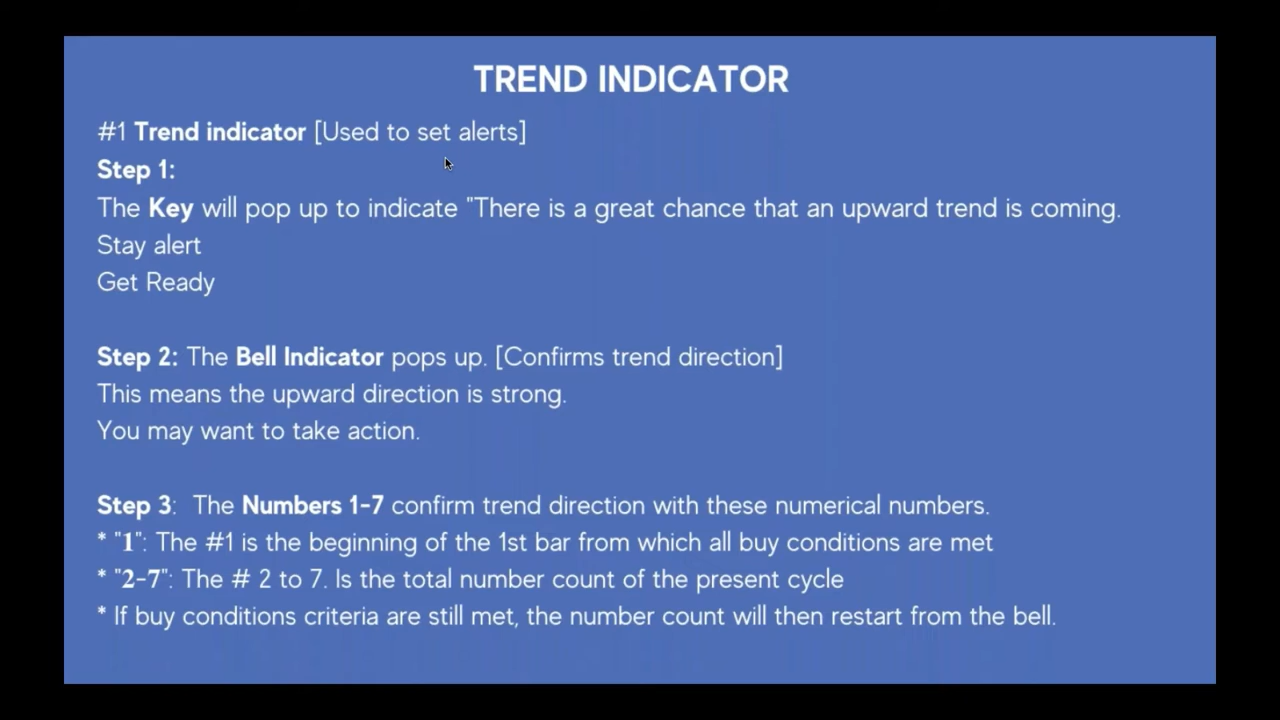 TREND INDICATOR
#1 Trend indicator [Used to set alerts]
Step 1:
The Key will pop up to indicate "There is a great chance that an upward trend is coming.
Stay alert
Get Ready
Step 2: The Bell Indicator pops up. [Confirms trend direction]
This means the upward direction is strong.
You may want to take action.
Step 3:  The Numbers 1-7 confirm trend direction with these numerical numbers.
* "1": The #1 is the beginning of the 1st bar from which all buy conditions are met
* "2-7": The # 2 to 7. Is the total number count of the present cycle
* If buy conditions criteria are still met, the number count will then restart from the bell.